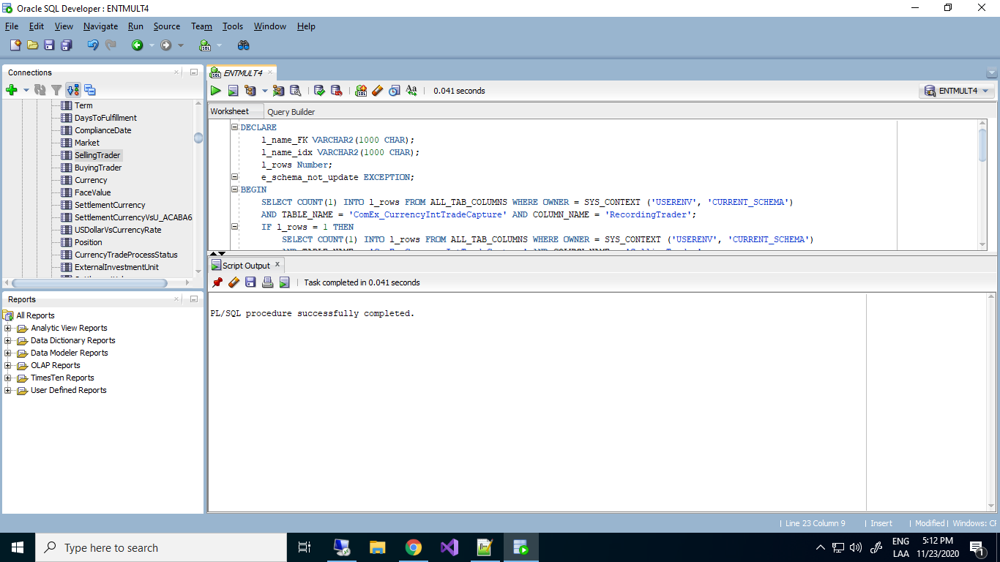 Oracle SQL Developer : ENTMULT4
File Edit View Navigate Run Source Team Tools Window Help
Connections
Term
DaysToFulfillment
ComplianceDate
Market
SellingTrader
BuyingTrader
Currency
FaceValue
SettlementCurrency
SettlementCurrencyVsU_ACABA6
USDollarVsCurrencyRate
Position
CurrencyTradeProcessStatus
ExternalInvestmentUnit
Reports
All Reports
Analytic View Reports
Data Dictionary Reports
Data Modeler Reports
OLAP Reports
TimesTen Reports
User Defined Reports
ENTMULT4
0.041 seconds
ENTMULT4
Worksheet Query Builder
DECLARE
l_name_FK VARCHAR2(1000 CHAR);
l_name_idx VARCHAR2(1000 CHAR);
l_rows Number;
e_schema_not_update EXCEPTION;
BEGIN
SELECT COUNT(1) INTO l_rows FROM ALL_TAB_COLUMNS WHERE OWNER = SYS_CONTEXT ('USERENV', 'CURRENT_SCHEMA')
AND TABLE_NAME = 'ComEx_CurrencyIntTradeCapture' AND COLUMN_NAME = 'RecordingTrader';
IF l_rows = 1 THEN
SELECT COUNT(1) INTO l_rows FROM ALL_TAB_COLUMNS WHERE OWNER = SYS_CONTEXT ('USERENV', 'CURRENT_SCHEMA')
Script Output
Task completed in 0.041 seconds
PL/SQL procedure successfully completed.
Line 23 Column 9 Insert Modified Windows: CF
Type here to search
ENG
LAA
5:12 PM
11/23/2020
1